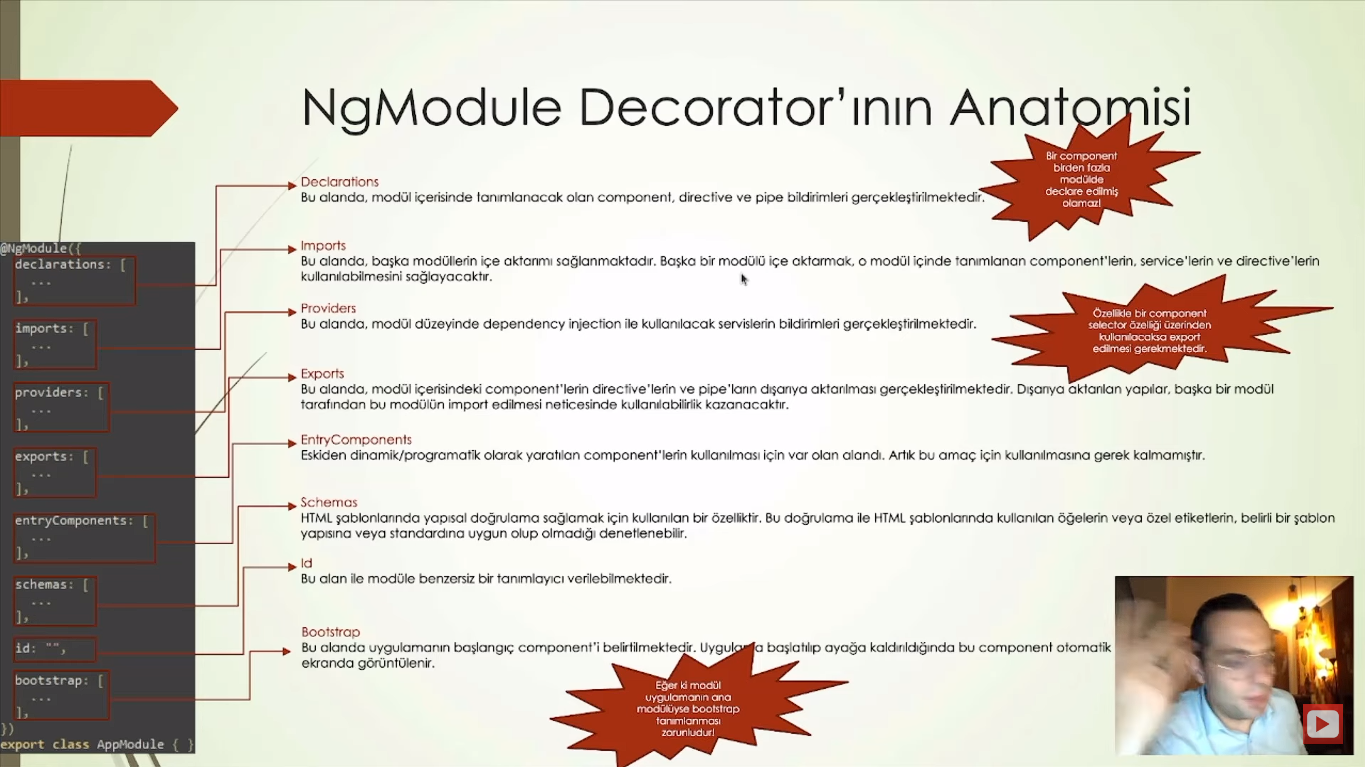 NgModule Decorator’ının Anatomisi
Bir component
birden fazla
modülde
declare edilmiş
olamaz!
Declarations
Bu alanda, modül içerisinde tanımlanacak olan component, directive ve pipe bildirimleri gerçekleştirilmektedir.
Imports
Bu alanda, başka modüllerin içe aktarımı sağlanmaktadır. Başka bir modülü içe aktarmak, o modül içinde tanımlanan component’lerin, service’lerin ve directive’lerin
kullanılabilmesini sağlayacaktır.
Providers
Bu alanda, modül düzeyinde dependency injection ile kullanılacak servislerin bildirimleri gerçekleştirilmektedir.
Özellikle bir component
selector özelliği üzerinden
kullanılacaksa export
edilmesi gerekmektedir.
Exports
Bu alanda, modül içerisindeki component’lerin directive’lerin ve pipe’ların dışarıya aktarılması gerçekleştirilmektedir. Dışarıya aktarılan yapılar, başka bir modül
tarafından bu modülün import edilmesi neticesinde kullanılabilirlik kazanacaktır.
EntryComponents
Eskiden dinamik/programatik olarak yaratılan component’lerin kullanılması için var olan alandı. Artık bu amaç için kullanılmasına gerek kalmamıştır.
Schemas
HTML şablonlarında yapısal doğrulama sağlamak için kullanılan bir özelliktir. Bu doğrulama ile HTML şablonlarında kullanılan öğelerin veya özel etiketlerin, belirli bir şablon
yapısına veya standardına uygun olup olmadığı denetlenebilir.
Id
Bu alan ile modüle benzersiz bir tanımlayıcı verilebilmektedir.
Bootstrap
Bu alanda uygulamanın başlangıç component’i belirtilmektedir. başlatılıp ayağa kaldırıldığında bu component otomatik
ekranda görüntülenir.
Eğer ki modül
uygulamanın ana
modülüyse bootstrap
tanımlanması
zorunludur!
@NgModule({
declarations: [
...
],
imports: [
...
],
providers: [
...
],
exports: [
...
],
entryComponents: [
...
],
schemas: [
...
],
id: "",
bootstrap: [
...
],
})
export class AppModule { }